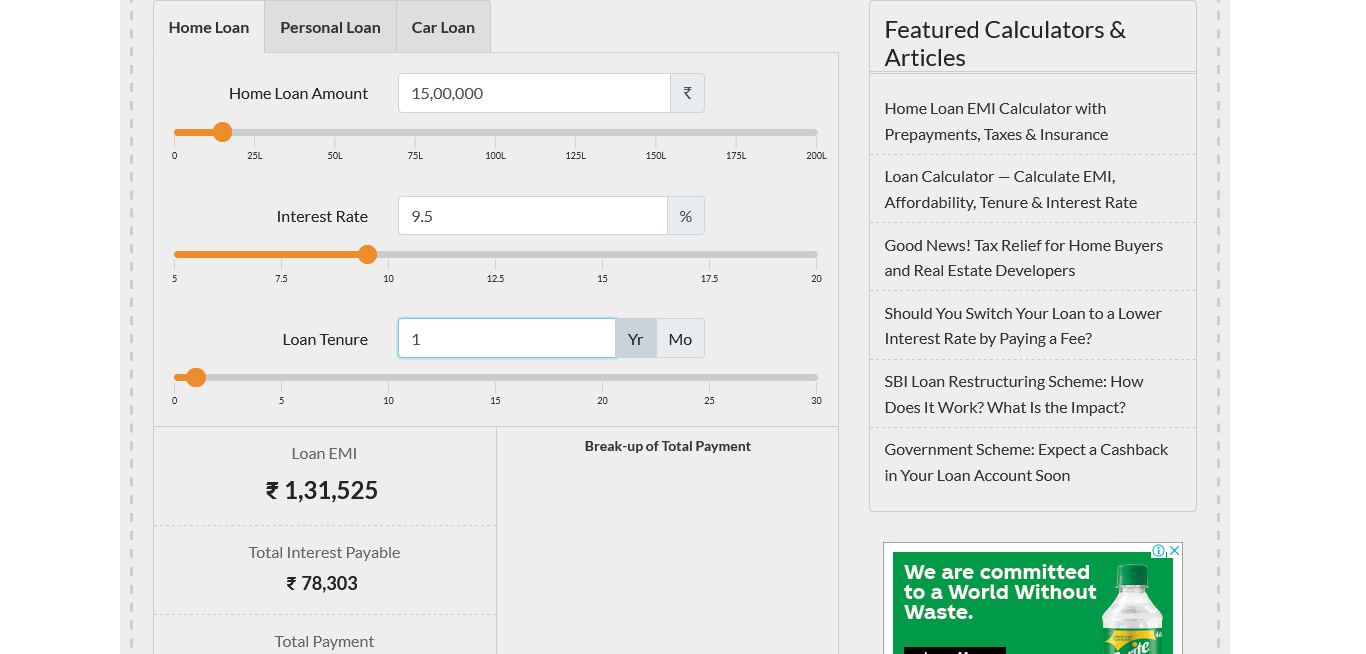 Home Loan
Personal Loan
Car Loan
Home Loan Amount
15,00,000
₹
0
25L
50L
75L
100L
125L
150L
175L
200L
Interest Rate
9.5
%
5
7.5
10
12.5
15
17.5
20
Loan Tenure
1
Yr
Mo
0
5
10
15
20
25
30
Loan EMI
₹ 1,31,525
Total Interest Payable
₹ 78,303
Total Payment
Break-up of Total Payment
Featured Calculators &
Articles
Home Loan EMI Calculator with
Prepayments, Taxes & Insurance
Loan Calculator — Calculate EMI,
Affordability, Tenure & Interest Rate
Good News! Tax Relief for Home Buyers
and Real Estate Developers
Should You Switch Your Loan to a Lower
Interest Rate by Paying a Fee?
SBI Loan Restructuring Scheme: How
Does It Work? What Is the Impact?
Government Scheme: Expect a Cashback
in Your Loan Account Soon
We are committed
to a World Without
Waste.